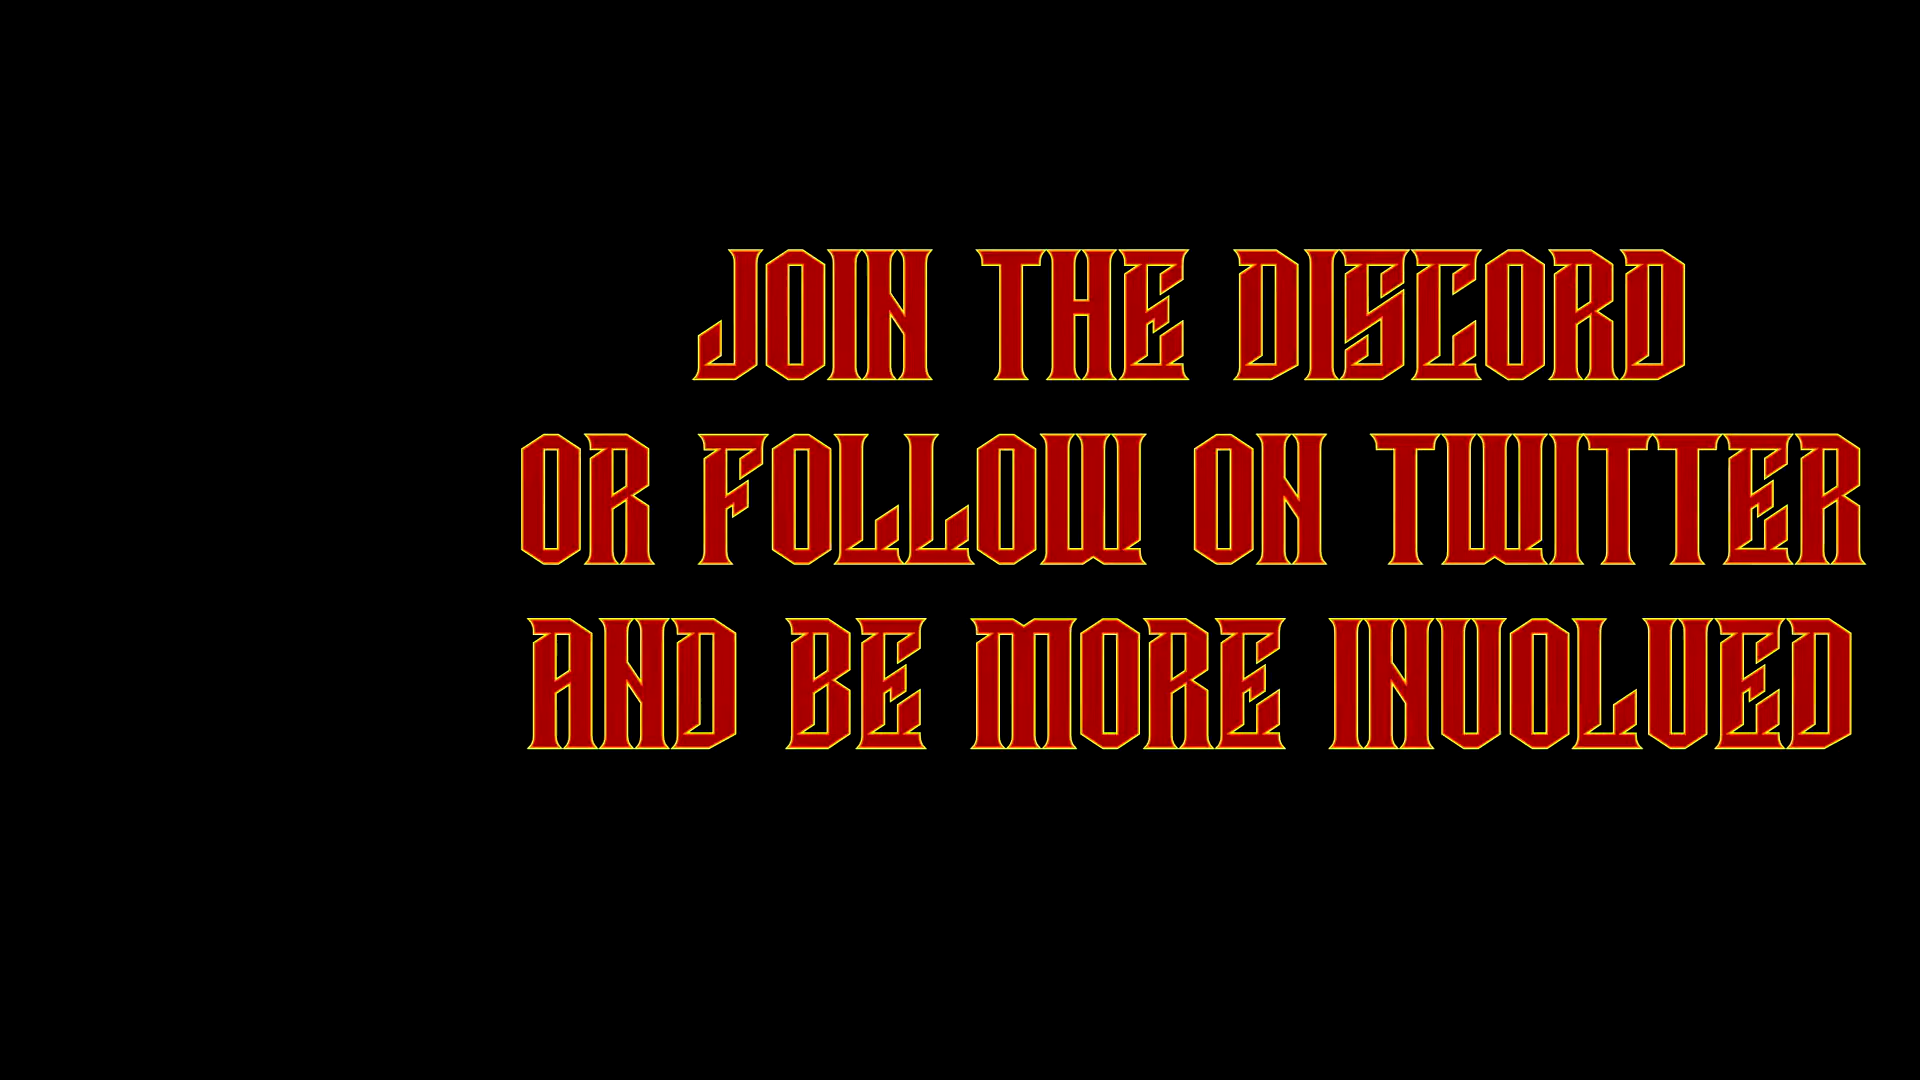 JOIN THE DISCORD
OR FOLLOW ON TWITTER
AND BE MORE INVOLVED